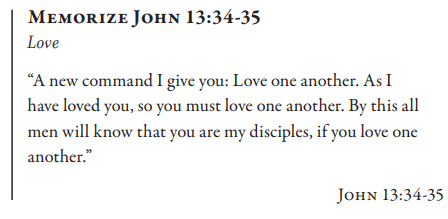 Memorize John 13:34-35
Love
“A new command I give you: Love one another. As I
have loved you, so you must love one another. By this all
men will know that you are my disciples, if you love one
another.”
John 13:34-35